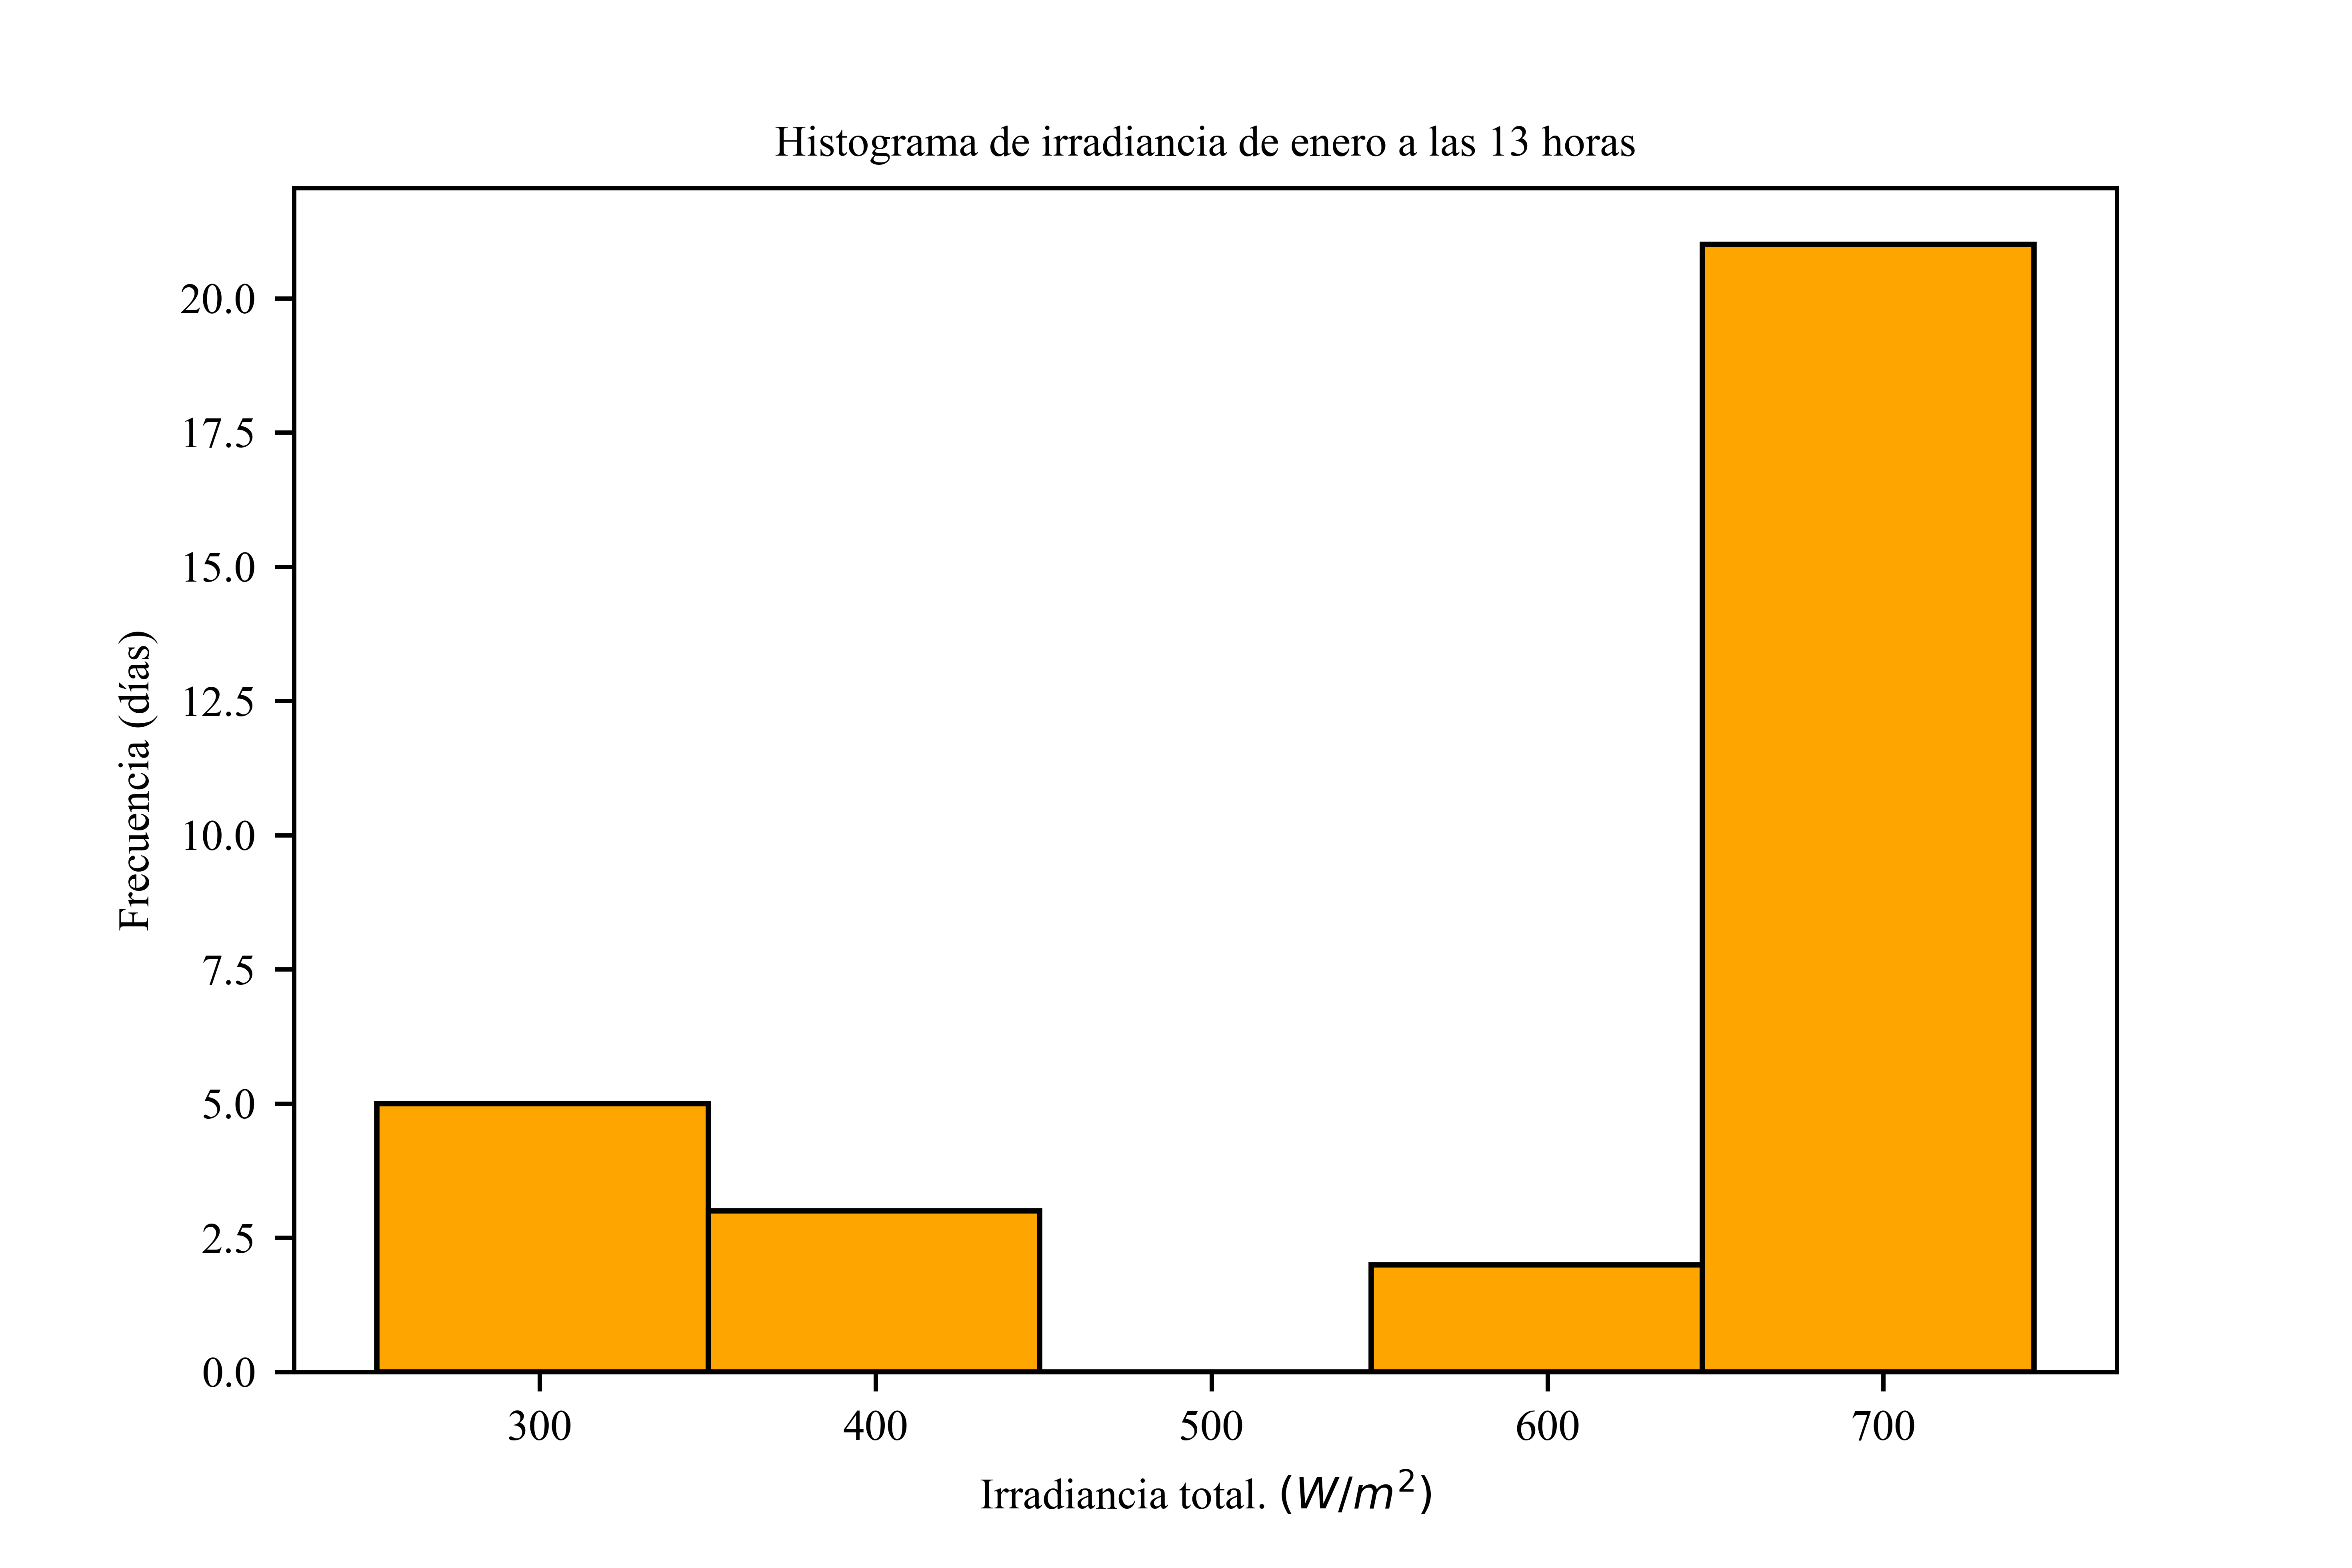 Histograma de irradiancia de enero a las 13 horas
Frecuencia (días)
20.0
17.5
15.0
12.5
10.0
7.5
5.0
2.5
0.0
300 400 500 600 700
Irradiancia total. (W/m²)